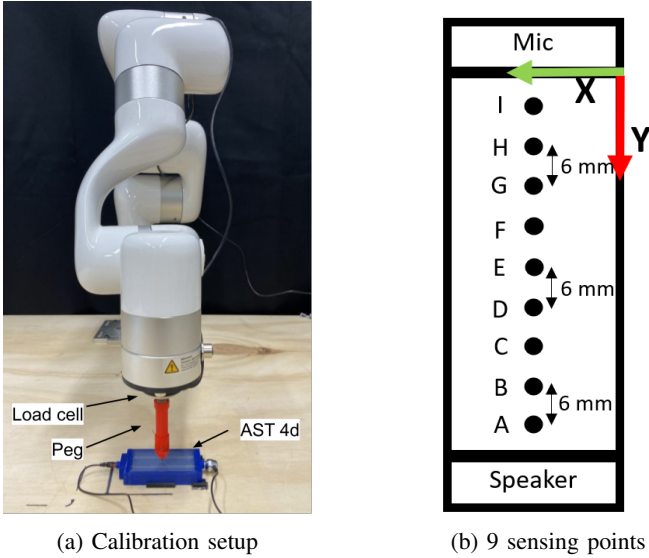 Load cell
Peg
AST 4d
(a) Calibration setup
Mic
X
Y
I
H
6 mm
G
F
E
6 mm
D
C
B
6 mm
A
Speaker
(b) 9 sensing points